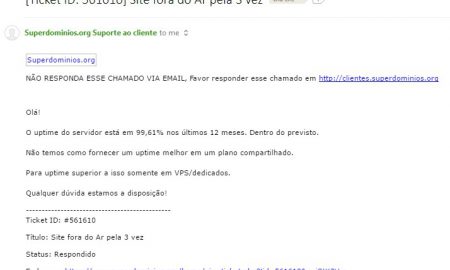 [Ticket ID: 561610] Site fora do Ar pela 3 vez
Superdominios.org Suporte ao cliente to me
Superdominios.org
NÃO RESPONDA ESSE CHAMADO VIA EMAIL, Favor responder esse chamado em http://clientes.superdominios.org
Olá!
O uptime do servidor está em 99,61% nos últimos 12 meses. Dentro do previsto.
Não temos como fornecer um uptime melhor em um plano compartilhado.
Para uptime superior a isso somente em VPS/dedicados.
Qualquer dúvida estamos a disposição!
----------------------------------------------
Ticket ID: #561610
Título: Site fora do Ar pela 3 vez
Status: Respondido